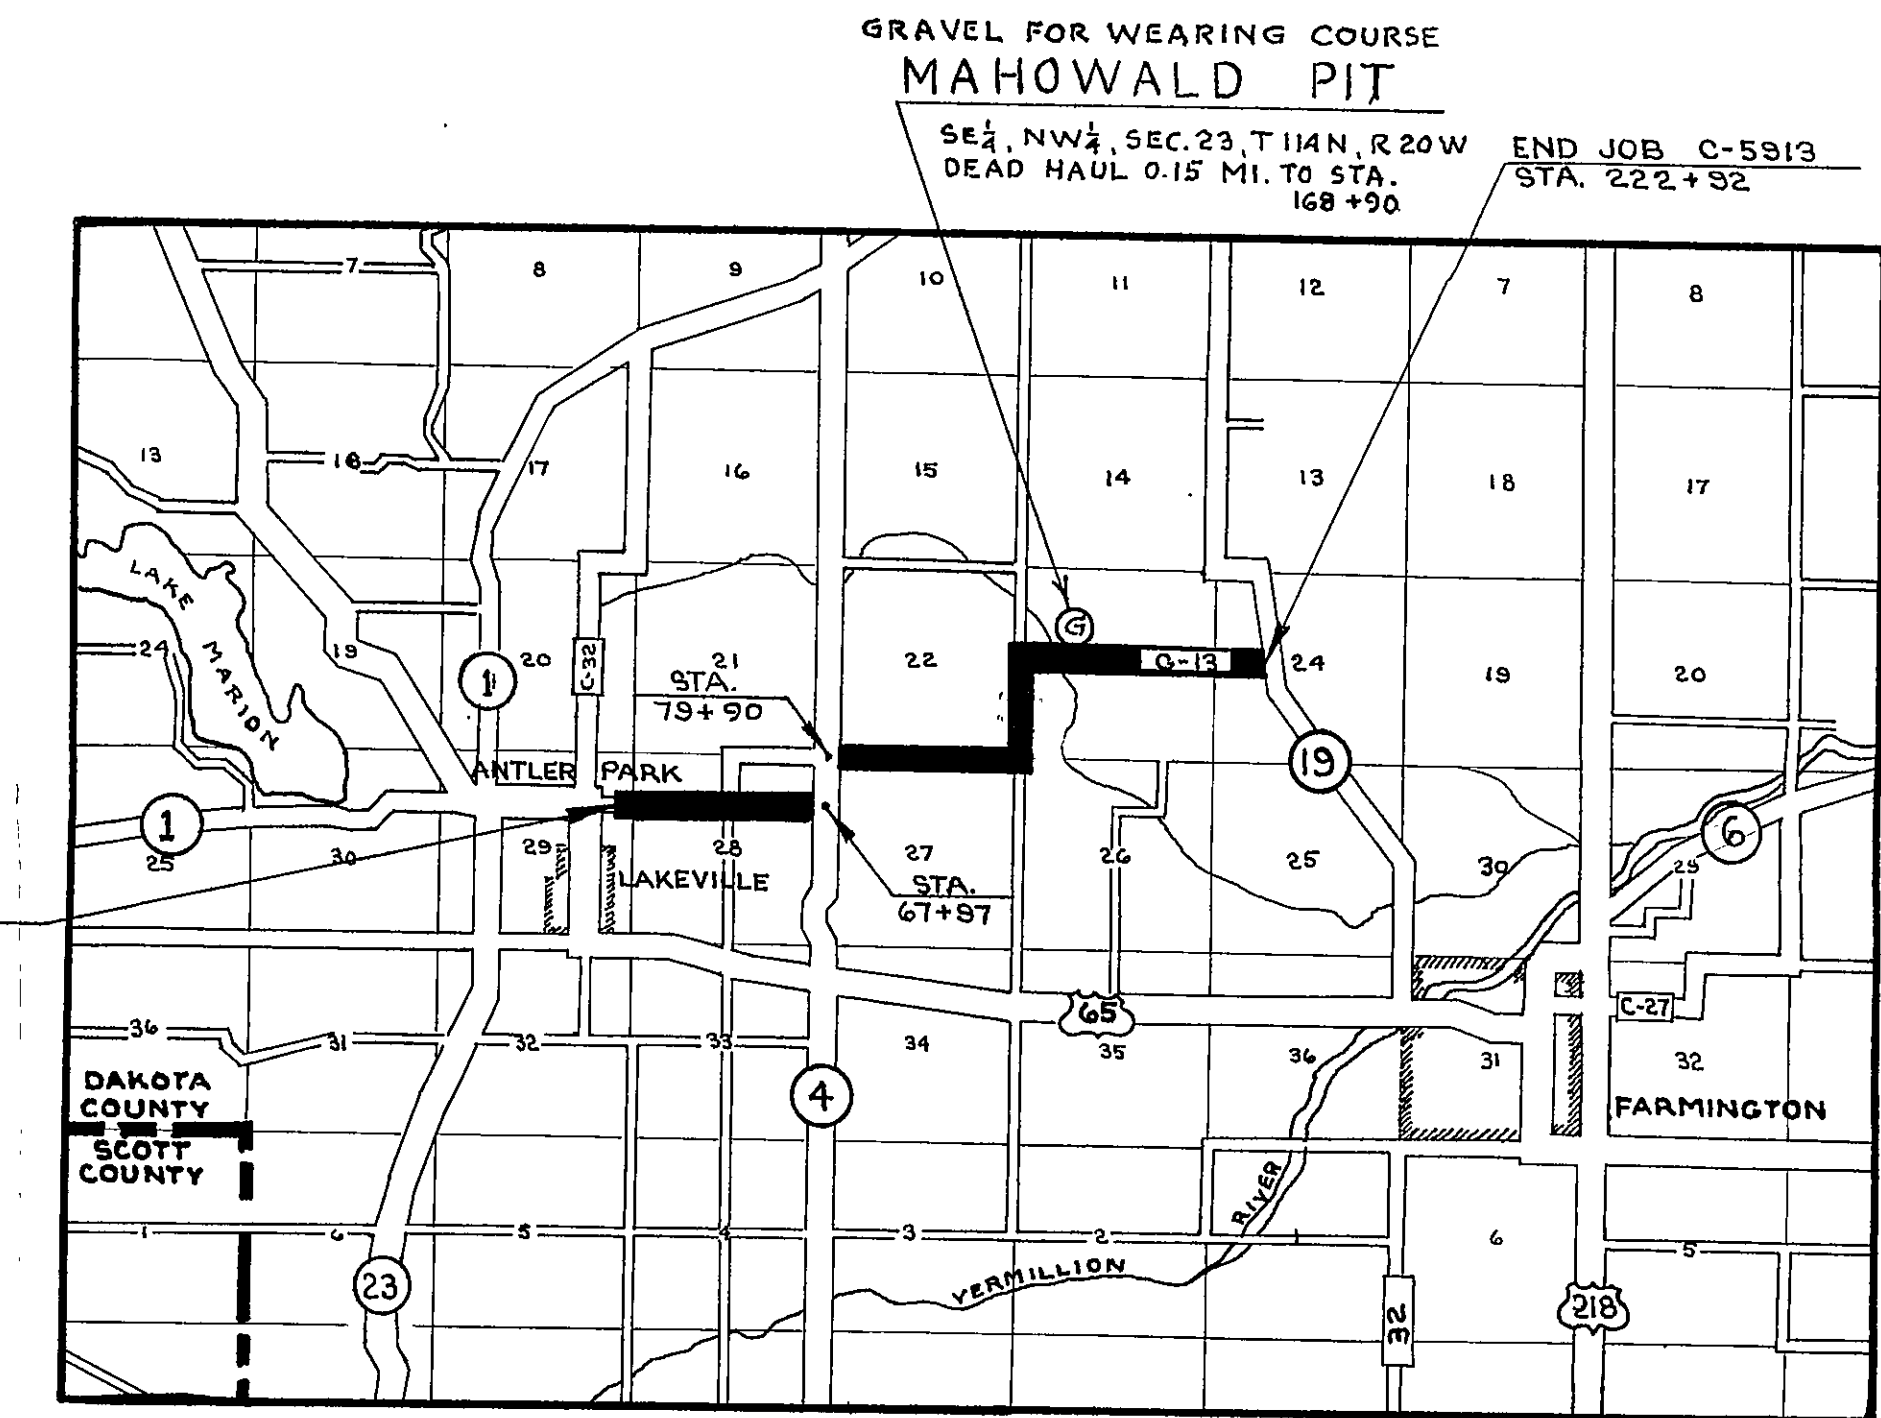 GRAVEL FOR WEARING COURSE
MAHOWALD PIT
SE¼, NW¼, SEC. 23, T 114 N, R 20 W
DEAD HAUL 0.15 MI. TO STA.
168+90
END JOB C-5913
STA. 222+92
7 8 9 10 11 12 7 8
13 18 17 16 15 14 13 18 17
LAKE MARION
G
24 19 20 21 22 C-13 24 19 20
C-32
1
STA.
79+90
19
ANTLER PARK
1
6
25 30 29 28 27 26 25 30 29
LAKEVILLE
STA.
67+97
65
C-27
36 31 32 33 34 35 36 31 32
DAKOTA
COUNTY
SCOTT
COUNTY
4
FARMINGTON
1 6 5 4 3 2 1 6 5
VERMILLION RIVER
23
32
218